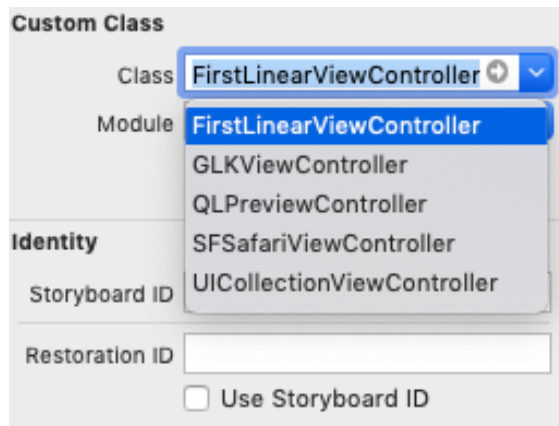 Custom Class
Class FirstLinearViewController
Module FirstLinearViewController
GLKViewController
QLPreviewController
SFSafariViewController
Identity
Storyboard ID UICollectionViewController
Restoration ID
Use Storyboard ID